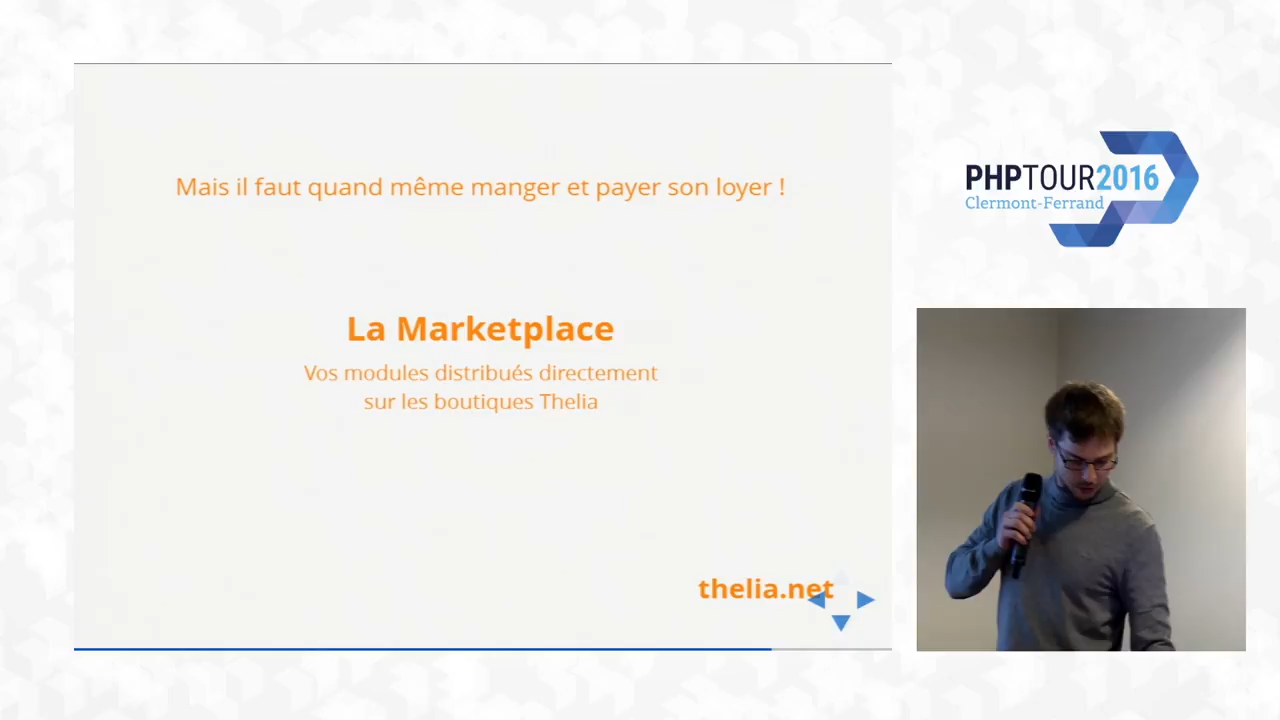 Mais il faut quand même manger et payer son loyer !
La Marketplace
Vos modules distribués directement
sur les boutiques Thelia
thelia.net
PHPTOUR2016
Clermont-Ferrand